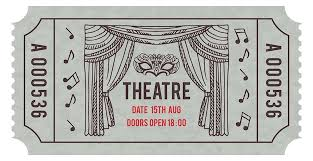 A 000536
THEATRE
DATE 15TH AUG
DOORS OPEN 18:00
A 000536